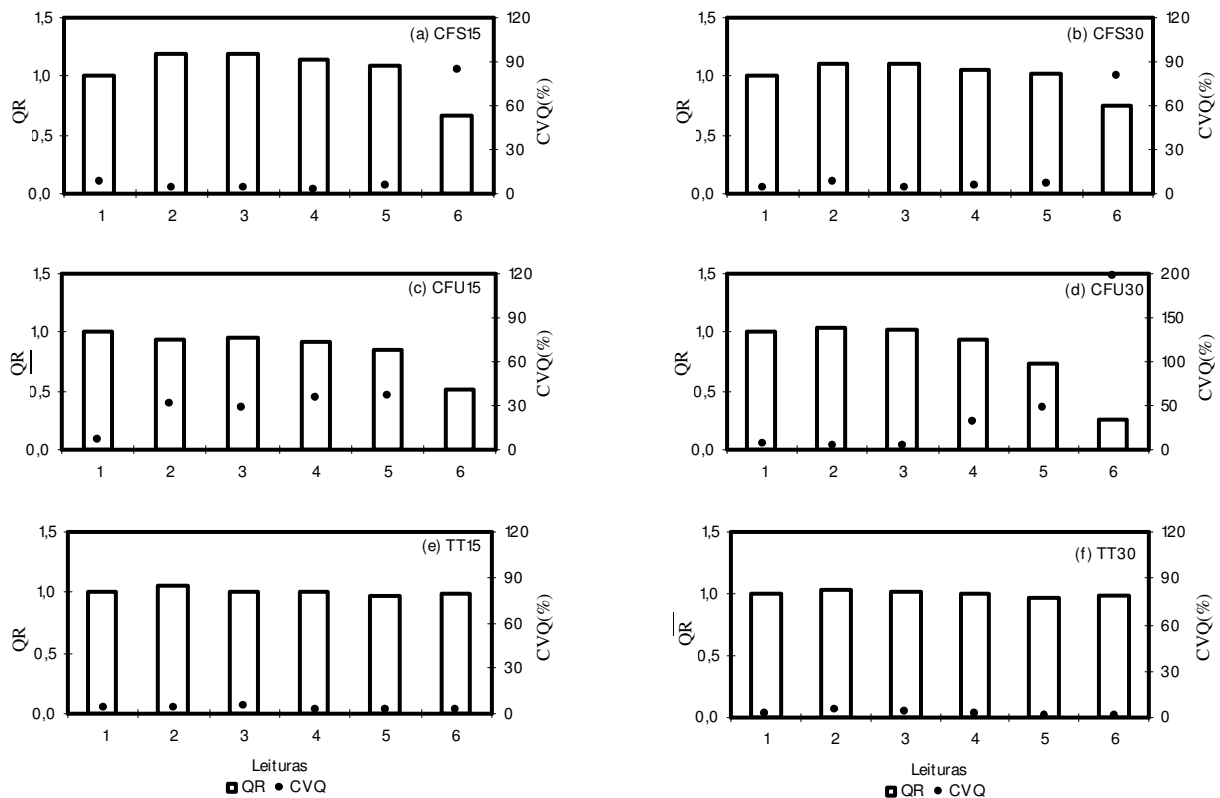 (a) CFS15
QR
CVQ(%)
1,5
1,0
0,5
0,0
120
90
60
30
0
1 2 3 4 5 6
(b) CFS30
QR
CVQ(%)
1,5
1,0
0,5
0,0
120
90
60
30
0
1 2 3 4 5 6
(c) CFU15
QR
CVQ(%)
1,5
1,0
0,5
0,0
120
90
60
30
0
1 2 3 4 5 6
(d) CFU30
QR
CVQ(%)
1,5
1,0
0,5
0,0
200
150
100
50
0
1 2 3 4 5 6
(e) TT15
QR
CVQ(%)
1,5
1,0
0,5
0,0
120
90
60
30
0
1 2 3 4 5 6
Leituras
QR CVQ
(f) TT30
QR
CVQ(%)
1,5
1,0
0,5
0,0
120
90
60
30
0
1 2 3 4 5 6
Leituras
QR CVQ